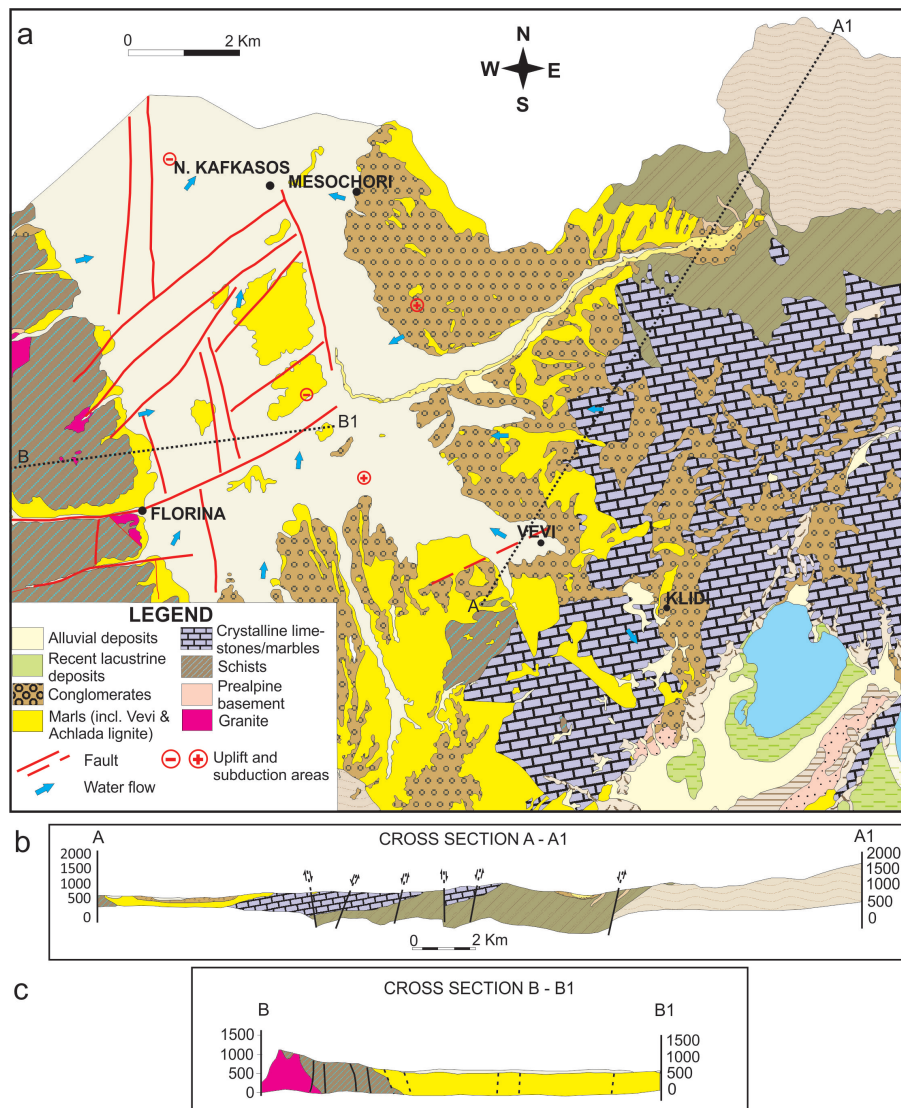 a
A1
0 2 Km
N
W E
S
N. KAFKASOS
MESOCHORI
B
B1
FLORINA
VEVI
A
KLIDI
LEGEND
Alluvial deposits
Recent lacustrine
deposits
Conglomerates
Marls (incl. Vevi &
Achlada lignite)
Crystalline lime-
stones/marbles
Schists
Prealpine
basement
Granite
Fault
Water flow
Uplift and
subduction areas
b
A
CROSS SECTION A - A1
A1
2000
1500
1000
500
0
2000
1500
1000
500
0
0 2 Km
c
CROSS SECTION B - B1
B
B1
1500
1000
500
0
1500
1000
500
0